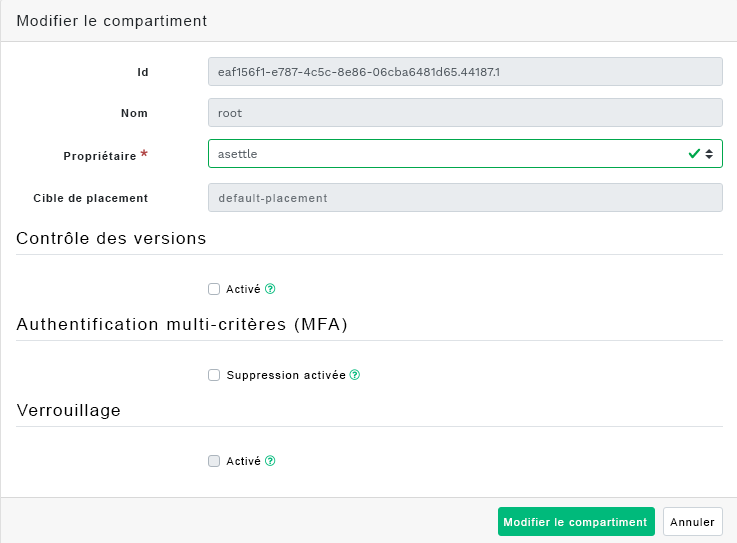 Modifier le compartiment
Id
eaf156f1-e787-4c5c-8e86-06cba6481d65.44187.1
Nom
root
Propriétaire *
asettle
Cible de placement
default-placement
Contrôle des versions
Activé
Authentification multi-critères (MFA)
Suppression activée
Verrouillage
Activé
Modifier le compartiment Annuler